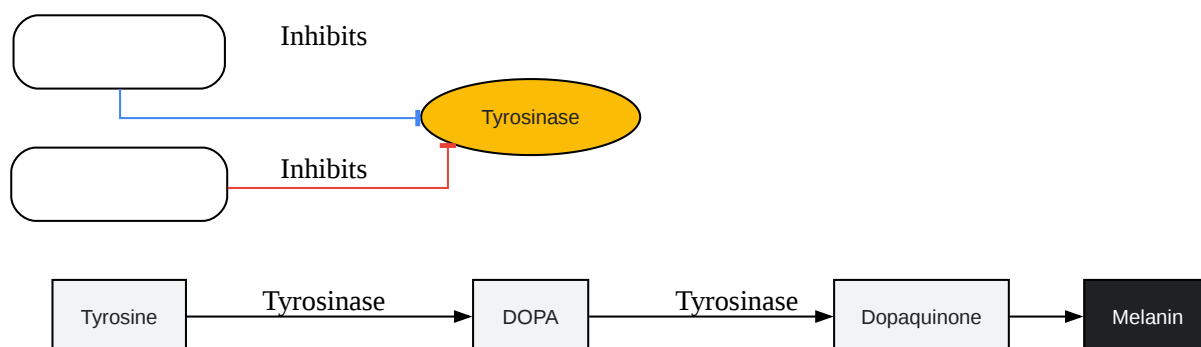 Inhibits
Tyrosinase
Inhibits
Tyrosine
Tyrosinase
DOPA
Tyrosinase
Dopaquinone
Melanin